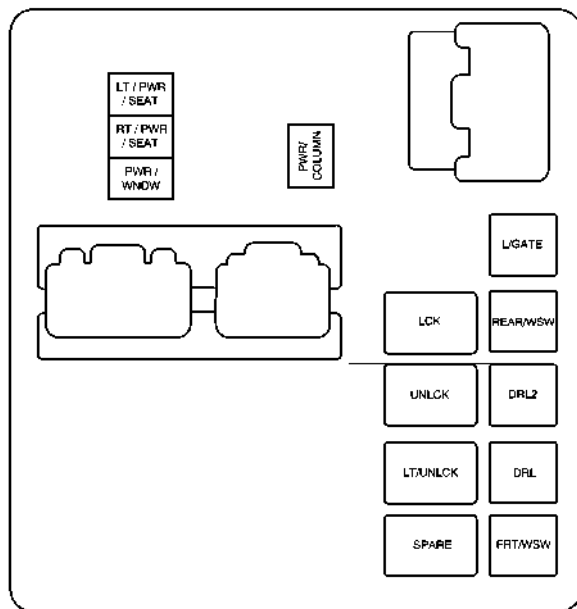 LT / PWR
/ SEAT
RT / PWR
/ SEAT
PWR /
WNDW
PWR/
COLUMN
L/GATE
LCK
REAR/WSW
UNLCK
DRL2
LT/UNLCK
DRL
SPARE
FRT/WSW